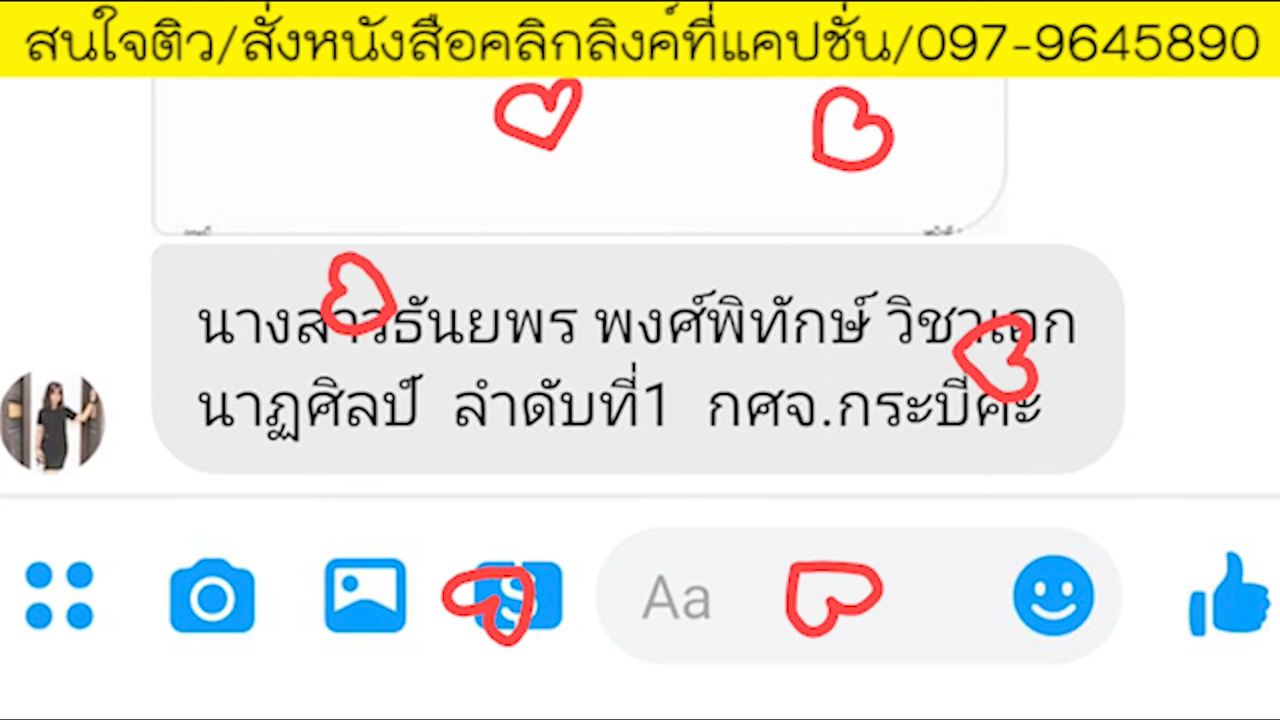 สนใจติว/สั่งหนังสือคลิกลิงค์ที่แคปชั่น/097-9645890
นางสาวธันยพร พงศ์พิทักษ์ วิชาเอก
นาฏศิลป์ ลำดับที่1 กศจ.กระบี่ค่ะ
Aa